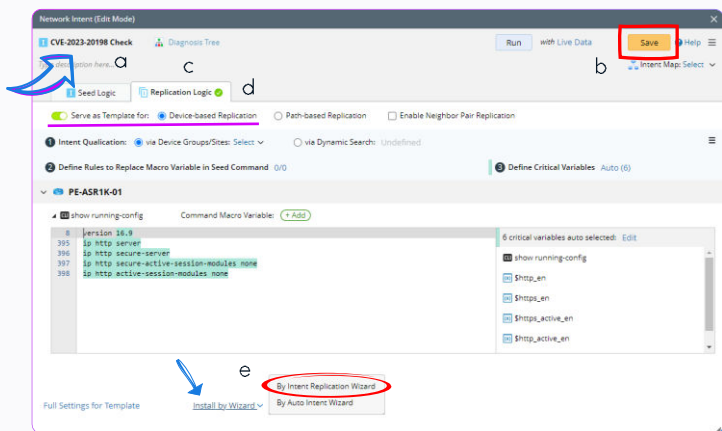 Network Intent (Edit Mode)
CVE-2023-20198 Check
Diagnosis Tree
Run
with Live Data
Save
Help
description here...
a
c
b
Intent Map: Select
Seed Logic
Replication Logic
d
Serve as Template for:
Device-based Replication
Path-based Replication
Enable Neighbor Pair Replication
1 Intent Qualication:
via Device Groups/Sites: Select
via Dynamic Search: Undefined
2 Define Rules to Replace Macro Variable in Seed Command 0/0
3 Define Critical Variables Auto (6)
PE-ASR1K-01
show running-config
Command Macro Variable:
+ Add
8 version 16.9
395 ip http server
396 ip http secure-server
397 ip http secure-active-session-modules none
398 ip http active-session-modules none
6 critical variables auto selected: Edit
show running-config
$http_en
$https_en
$https_active_en
$http_active_en
e
By Intent Replication Wizard
By Auto Intent Wizard
Full Settings for Template
Install by Wizard